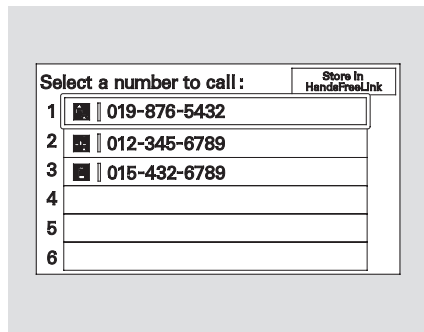 Select a number to call:
Store in
HandsFreeLink
1 019-876-5432
2 012-345-6789
3 015-432-6789
4
5
6